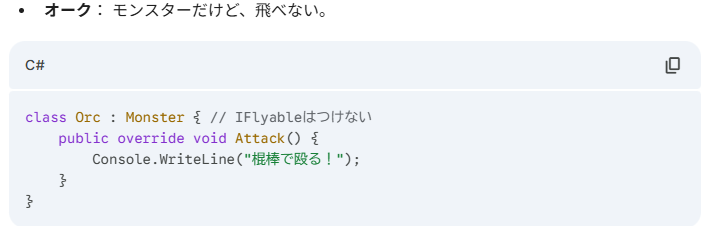 • オーク： モンスターだけど、飛べない。
C#
class Orc : Monster { // IFlyableはつけない
    public override void Attack() {
        Console.WriteLine("棍棒で殴る！");
    }
}